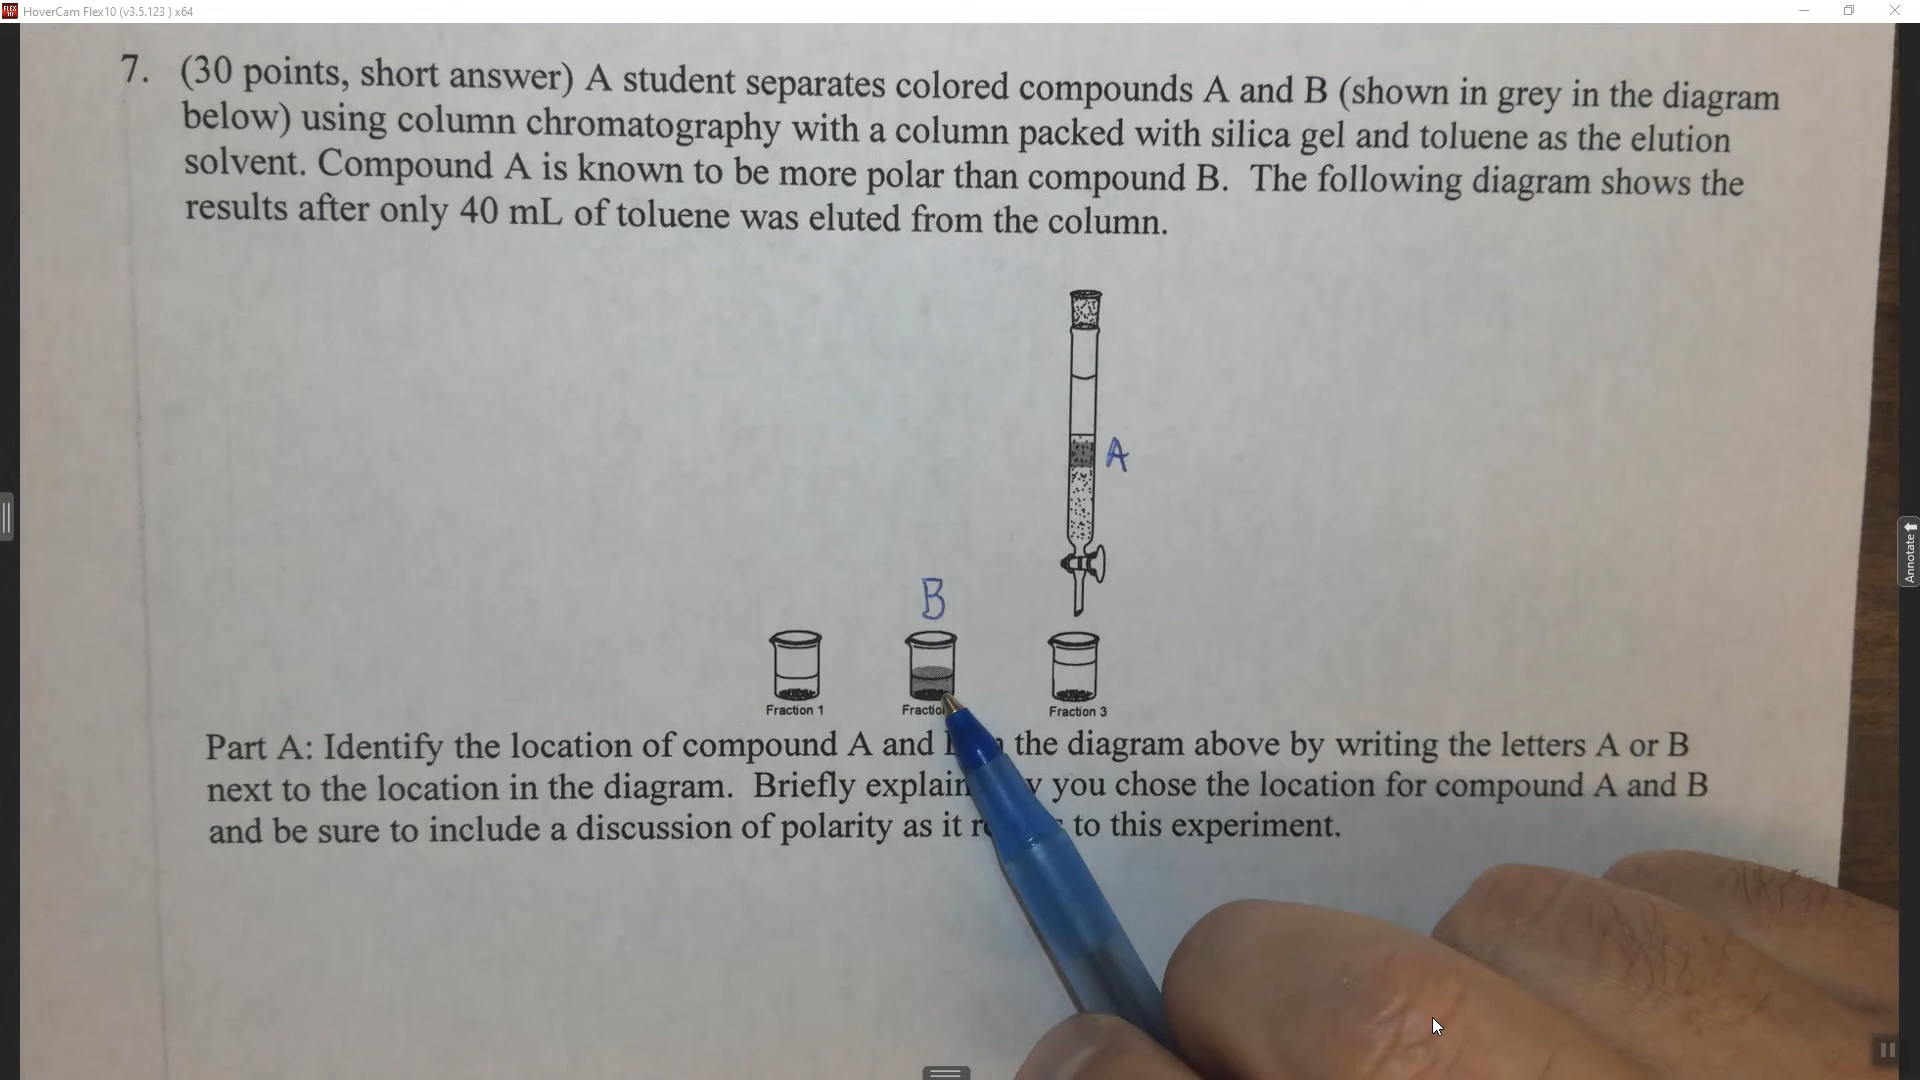 HoverCam Flex10 (v3.5.123 ) x64
7. (30 points, short answer) A student separates colored compounds A and B (shown in grey in the diagram
below) using column chromatography with a column packed with silica gel and toluene as the elution
solvent. Compound A is known to be more polar than compound B. The following diagram shows the
results after only 40 mL of toluene was eluted from the column.
A
B
Fraction 1
Fraction 3
Part A: Identify the location of compound A and the diagram above by writing the letters A or B
next to the location in the diagram. Briefly explain you chose the location for compound A and B
and be sure to include a discussion of polarity as it to this experiment.
Annotate